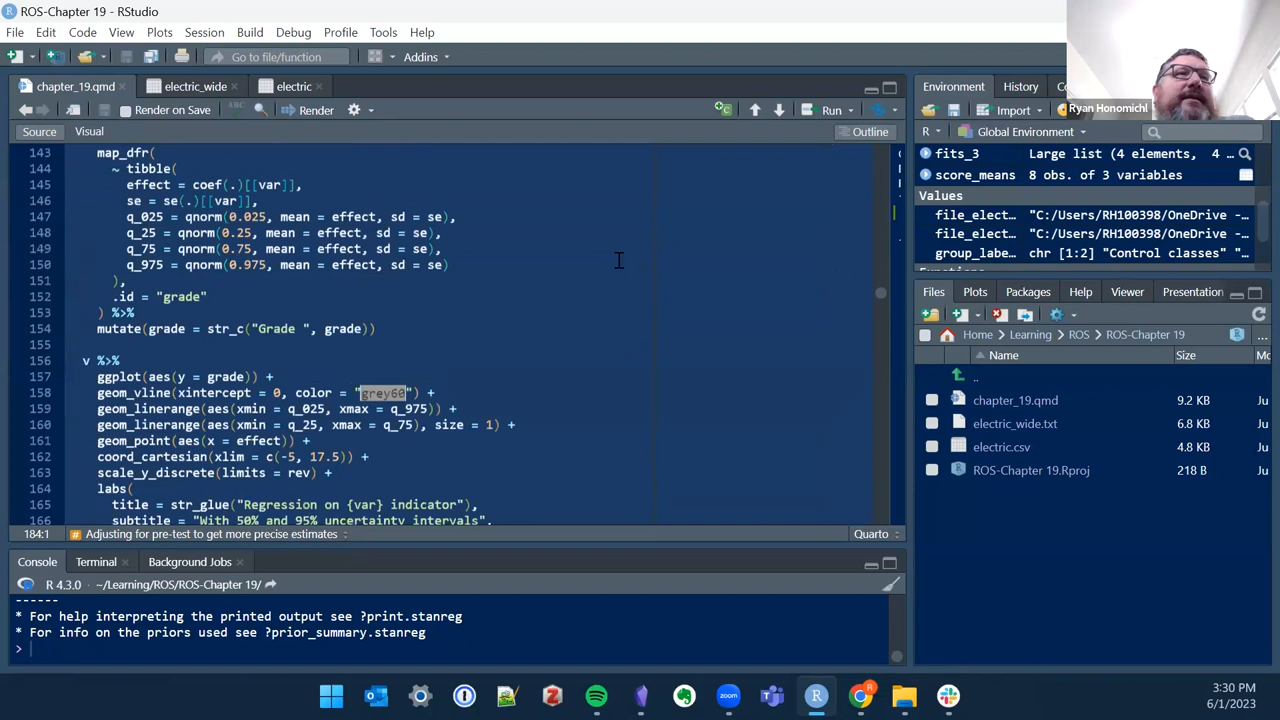 ROS-Chapter 19 - RStudio
File Edit Code View Plots Session Build Debug Profile Tools Help
Go to file/function Addins
chapter_19.qmd electric_wide electric
Render on Save ABC Render Run
Source Visual Outline
143 map_dfr(
144 ~ tibble(
145 effect = coef(.)[[var]],
146 se = se(.)[[var]],
147 q_025 = qnorm(0.025, mean = effect, sd = se),
148 q_25 = qnorm(0.25, mean = effect, sd = se),
149 q_75 = qnorm(0.75, mean = effect, sd = se),
150 q_975 = qnorm(0.975, mean = effect, sd = se)
151 ),
152 .id = "grade"
153 ) %>%
154 mutate(grade = str_c("Grade ", grade))
155
156 v %>%
157 ggplot(aes(y = grade)) +
158 geom_vline(xintercept = 0, color = "grey60") +
159 geom_linerange(aes(xmin = q_025, xmax = q_975)) +
160 geom_linerange(aes(xmin = q_25, xmax = q_75), size = 1) +
161 geom_point(aes(x = effect)) +
162 coord_cartesian(xlim = c(-5, 17.5)) +
163 scale_y_discrete(limits = rev) +
164 labs(
165 title = str_glue("Regression on {var} indicator"),
166 subtitle = "With 50% and 95% uncertainty intervals",
184:1 Adjusting for pre-test to get more precise estimates Quarto
Console Terminal Background Jobs
R 4.3.0 · ~/Learning/ROS/ROS-Chapter 19/
------
* For help interpreting the printed output see ?print.stanreg
* For info on the priors used see ?prior_summary.stanreg
>
Environment History Co
Import
R Global Environment
fits_3 Large list (4 elements, 4 …
score_means 8 obs. of 3 variables
Values
file_elect… "C:/Users/RH100398/OneDrive -…
file_elect… "C:/Users/RH100398/OneDrive -…
group_labe… chr [1:2] "Control classes" "…
Files Plots Packages Help Viewer Presentation
Home Learning ROS ROS-Chapter 19 ...
Name Size Mo
..
chapter_19.qmd 9.2 KB Ju
electric_wide.txt 6.8 KB Ju
electric.csv 4.8 KB Ju
ROS-Chapter 19.Rproj 218 B Ju
Ryan Honomichl
3:30 PM
6/1/2023